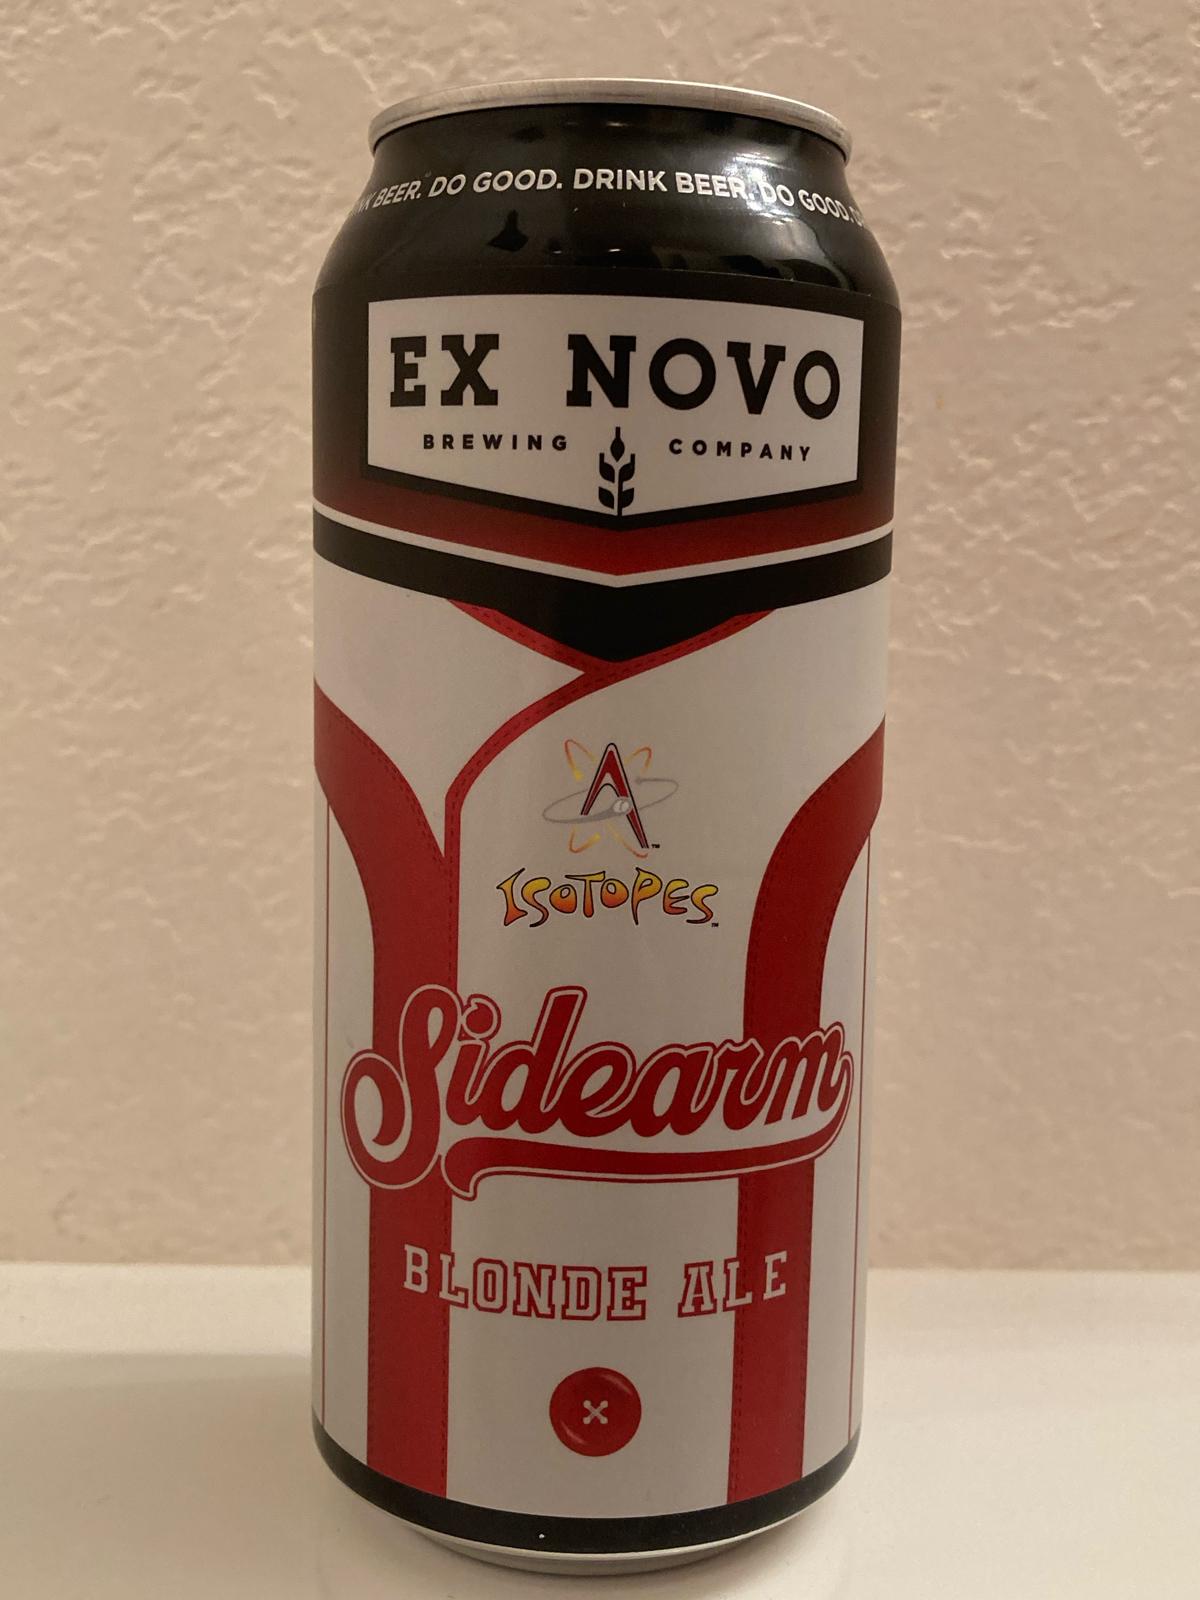 BEER. DO GOOD. DRINK BEER. DO GOOD.
EX NOVO
BREWING COMPANY
A
ISOTOPES
Sidearm
BLONDE ALE